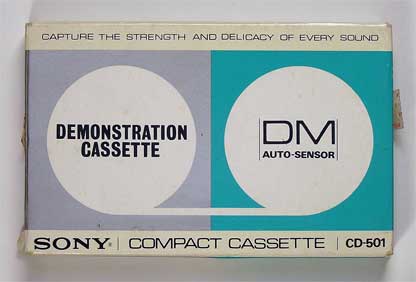 CAPTURE THE STRENGTH AND DELICACY OF EVERY SOUND
DEMONSTRATION
CASSETTE
DM
AUTO-SENSOR
SONY COMPACT CASSETTE CD-501